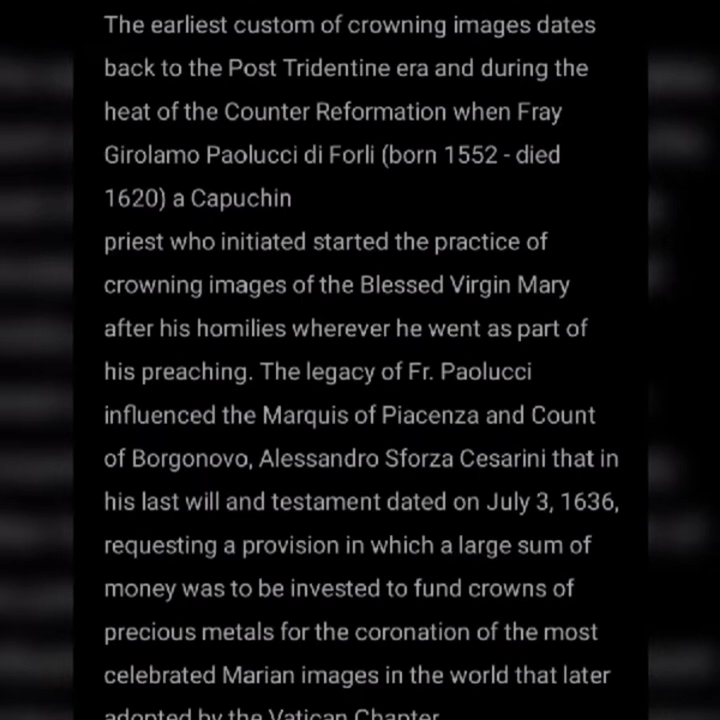 The earliest custom of crowning images dates
back to the Post Tridentine era and during the
heat of the Counter Reformation when Fray
Girolamo Paolucci di Forli (born 1552 - died
1620) a Capuchin
priest who initiated started the practice of
crowning images of the Blessed Virgin Mary
after his homilies wherever he went as part of
his preaching. The legacy of Fr. Paolucci
influenced the Marquis of Piacenza and Count
of Borgonovo, Alessandro Sforza Cesarini that in
his last will and testament dated on July 3, 1636,
requesting a provision in which a large sum of
money was to be invested to fund crowns of
precious metals for the coronation of the most
celebrated Marian images in the world that later
adopted by the Vatican Chapter